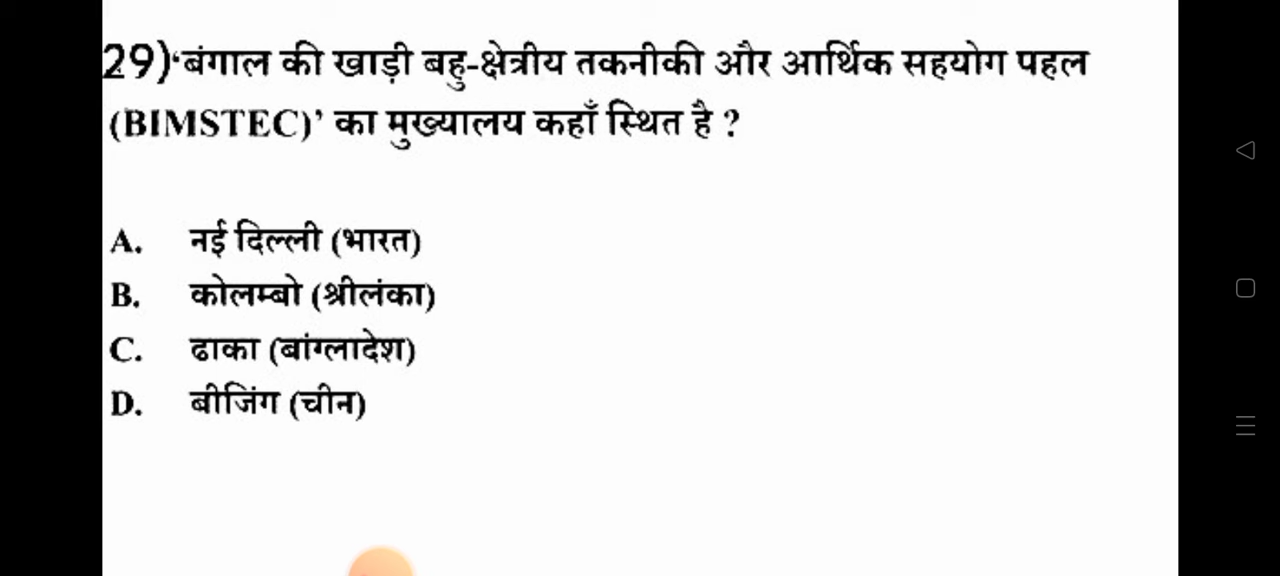 29)‘बंगाल की खाड़ी बहु-क्षेत्रीय तकनीकी और आर्थिक सहयोग पहल
(BIMSTEC)’ का मुख्यालय कहाँ स्थित है ?
A. नई दिल्ली (भारत)
B. कोलम्बो (श्रीलंका)
C. ढाका (बांग्लादेश)
D. बीजिंग (चीन)